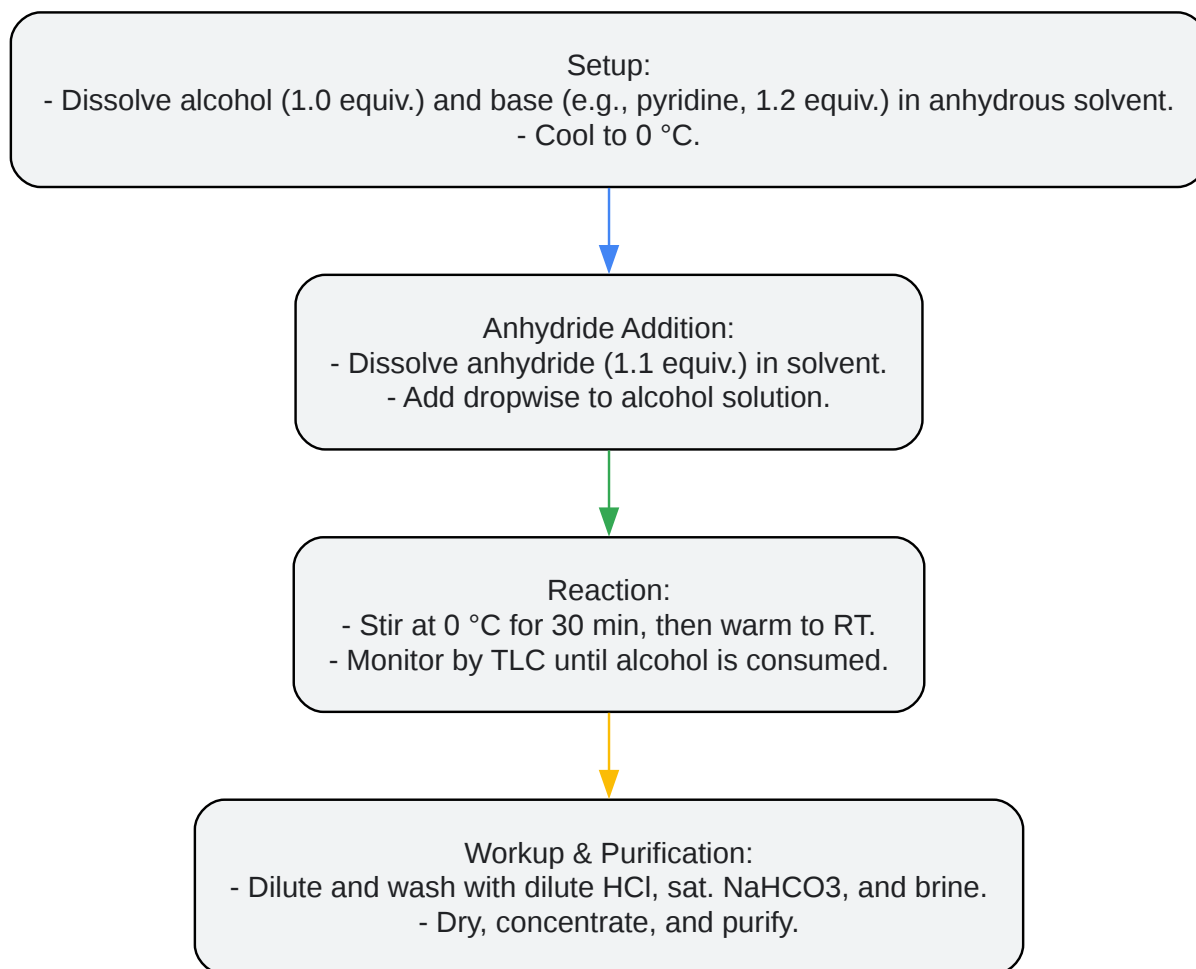 Setup:
- Dissolve alcohol (1.0 equiv.) and base (e.g., pyridine, 1.2 equiv.) in anhydrous solvent.
- Cool to 0 °C.
Anhydride Addition:
- Dissolve anhydride (1.1 equiv.) in solvent.
- Add dropwise to alcohol solution.
Reaction:
- Stir at 0 °C for 30 min, then warm to RT.
- Monitor by TLC until alcohol is consumed.
Workup & Purification:
- Dilute and wash with dilute HCl, sat. NaHCO3, and brine.
- Dry, concentrate, and purify.